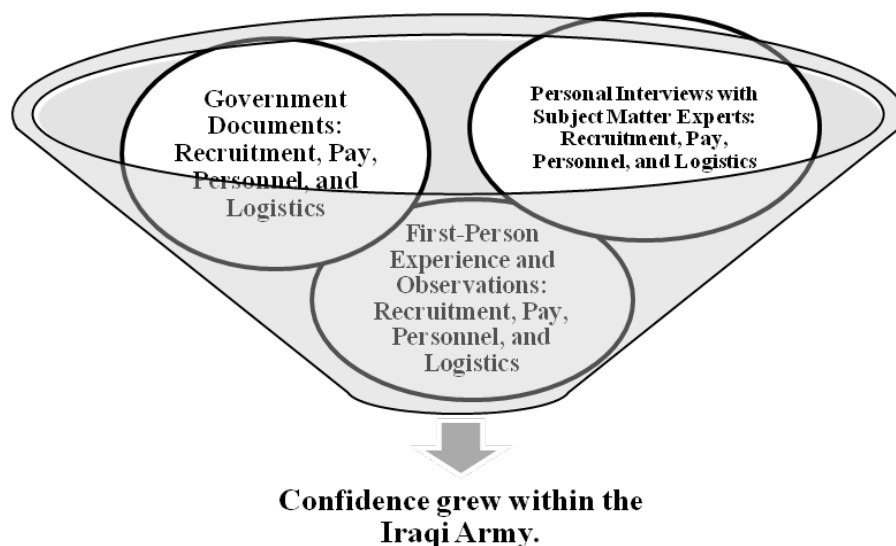 Government
Documents:
Recruitment, Pay,
Personnel, and
Logistics
Personal Interviews with
Subject Matter Experts:
Recruitment, Pay,
Personnel, and Logistics
First-Person
Experience and
Observations:
Recruitment, Pay,
Personnel, and
Logistics
Confidence grew within the
Iraqi Army.